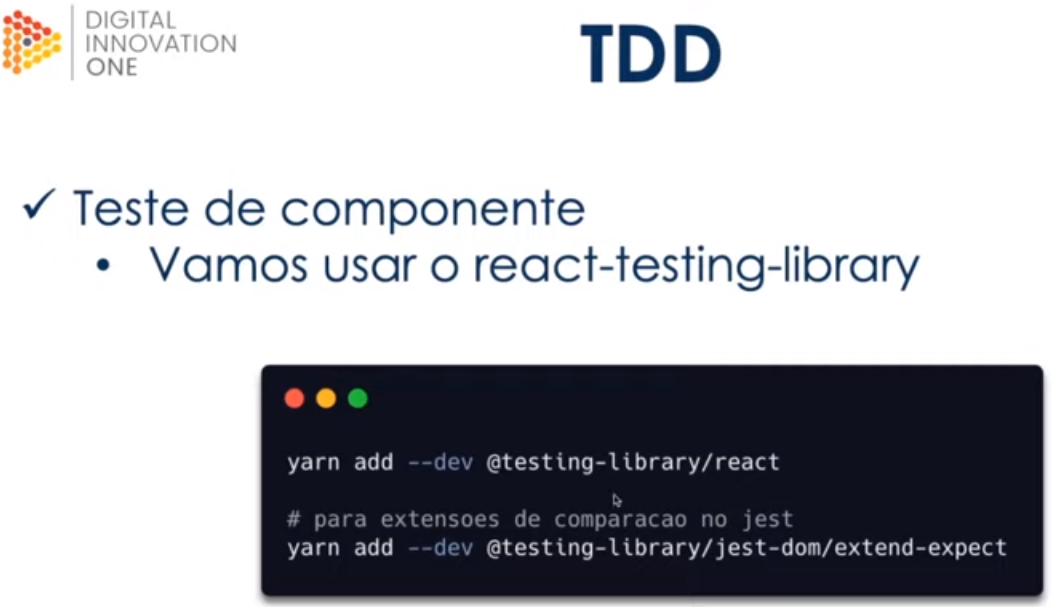 DIGITAL
INNOVATION
ONE
TDD
✓ Teste de componente
• Vamos usar o react-testing-library
yarn add --dev @testing-library/react
# para extensoes de comparacao no jest
yarn add --dev @testing-library/jest-dom/extend-expect